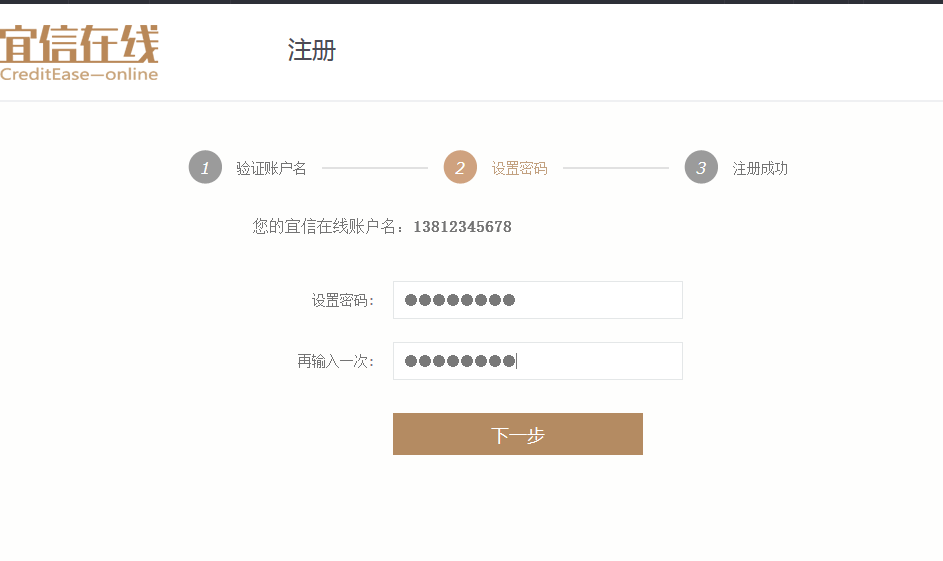 宜信在线
CreditEase—online
注册
1 验证账户名 2 设置密码 3 注册成功
您的宜信在线账户名：13812345678
设置密码：●●●●●●●●
再输入一次：●●●●●●●●
下一步